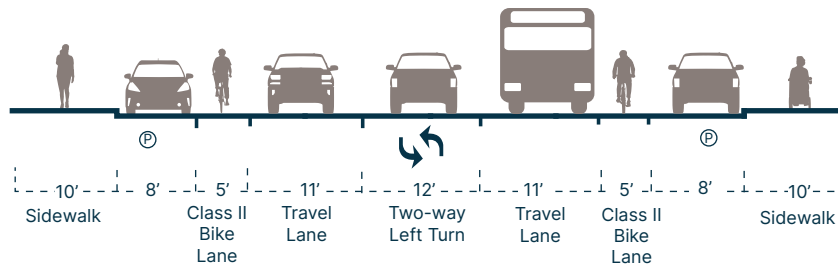 P
P
10’ 8’ 5’ 11’ 12’ 11’ 5’ 8’ 10’
Sidewalk
Class II
Bike
Lane
Travel
Lane
Two-way
Left Turn
Travel
Lane
Class II
Bike
Lane
Sidewalk